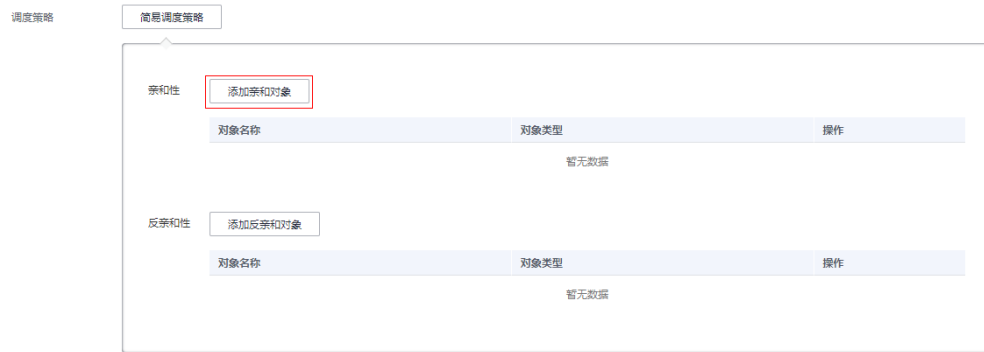 调度策略 简易调度策略
亲和性 添加亲和对象
对象名称 对象类型 操作
暂无数据
反亲和性 添加反亲和对象
对象名称 对象类型 操作
暂无数据